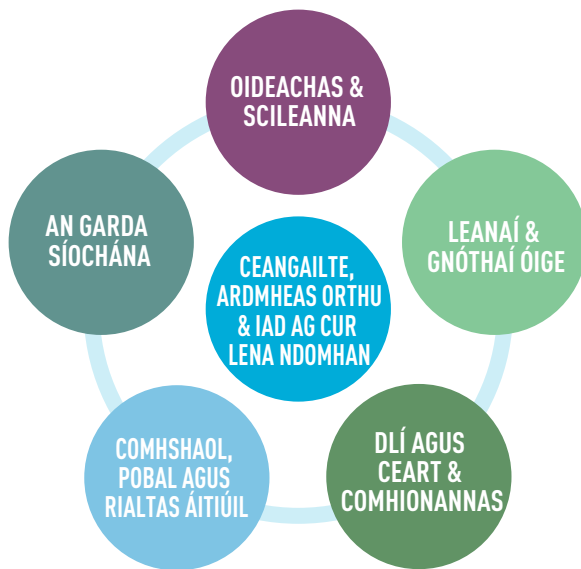 OIDEACHAS &
SCILEANNA
AN GARDA
SÍOCHÁNA
LEANAÍ &
GNÓTHAÍ ÓIGE
CEANGAILTE,
ARDMHEAS ORTHU
& IAD AG CUR
LENA NDOMHAN
COMHSHAOL,
POBAL AGUS
RIALTAS ÁITIÚIL
DLÍ AGUS
CEART &
COMHIONANNAS